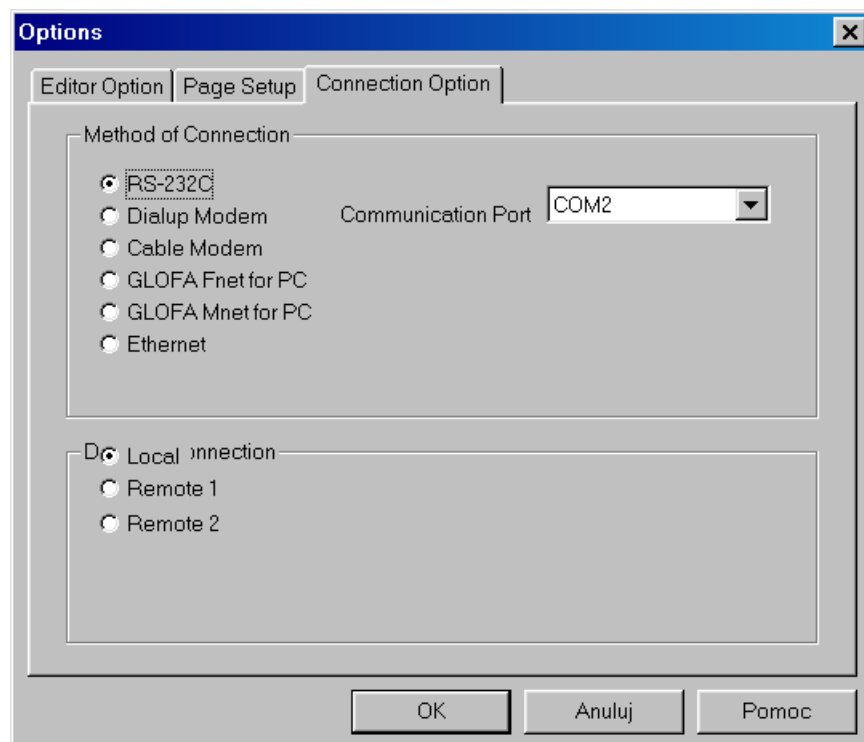 Options
Editor Option Page Setup Connection Option
Method of Connection
RS-232C
Dialup Modem
Communication Port COM2
Cable Modem
GLOFA Fnet for PC
GLOFA Mnet for PC
Ethernet
Local
Remote 1
Remote 2
OK Anuluj Pomoc